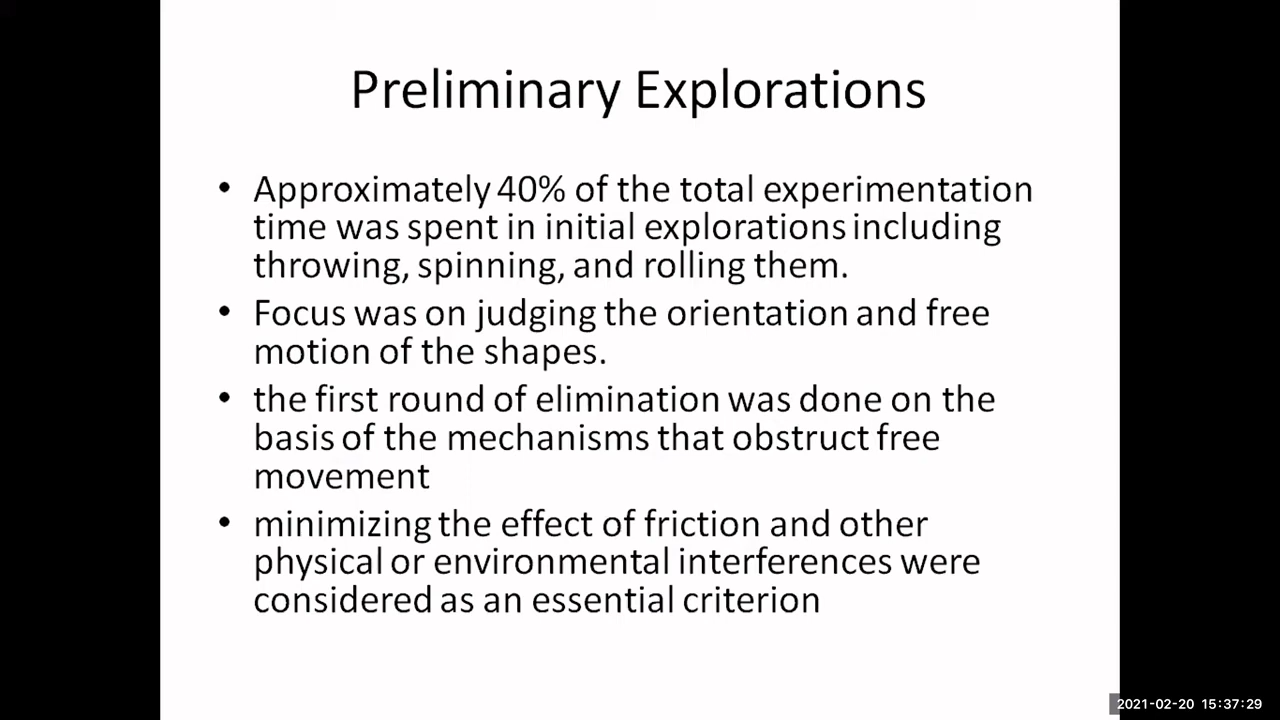 Preliminary Explorations
• Approximately 40% of the total experimentation
time was spent in initial explorations including
throwing, spinning, and rolling them.
• Focus was on judging the orientation and free
motion of the shapes.
• the first round of elimination was done on the
basis of the mechanisms that obstruct free
movement
• minimizing the effect of friction and other
physical or environmental interferences were
considered as an essential criterion
2021-02-20 15:37:29